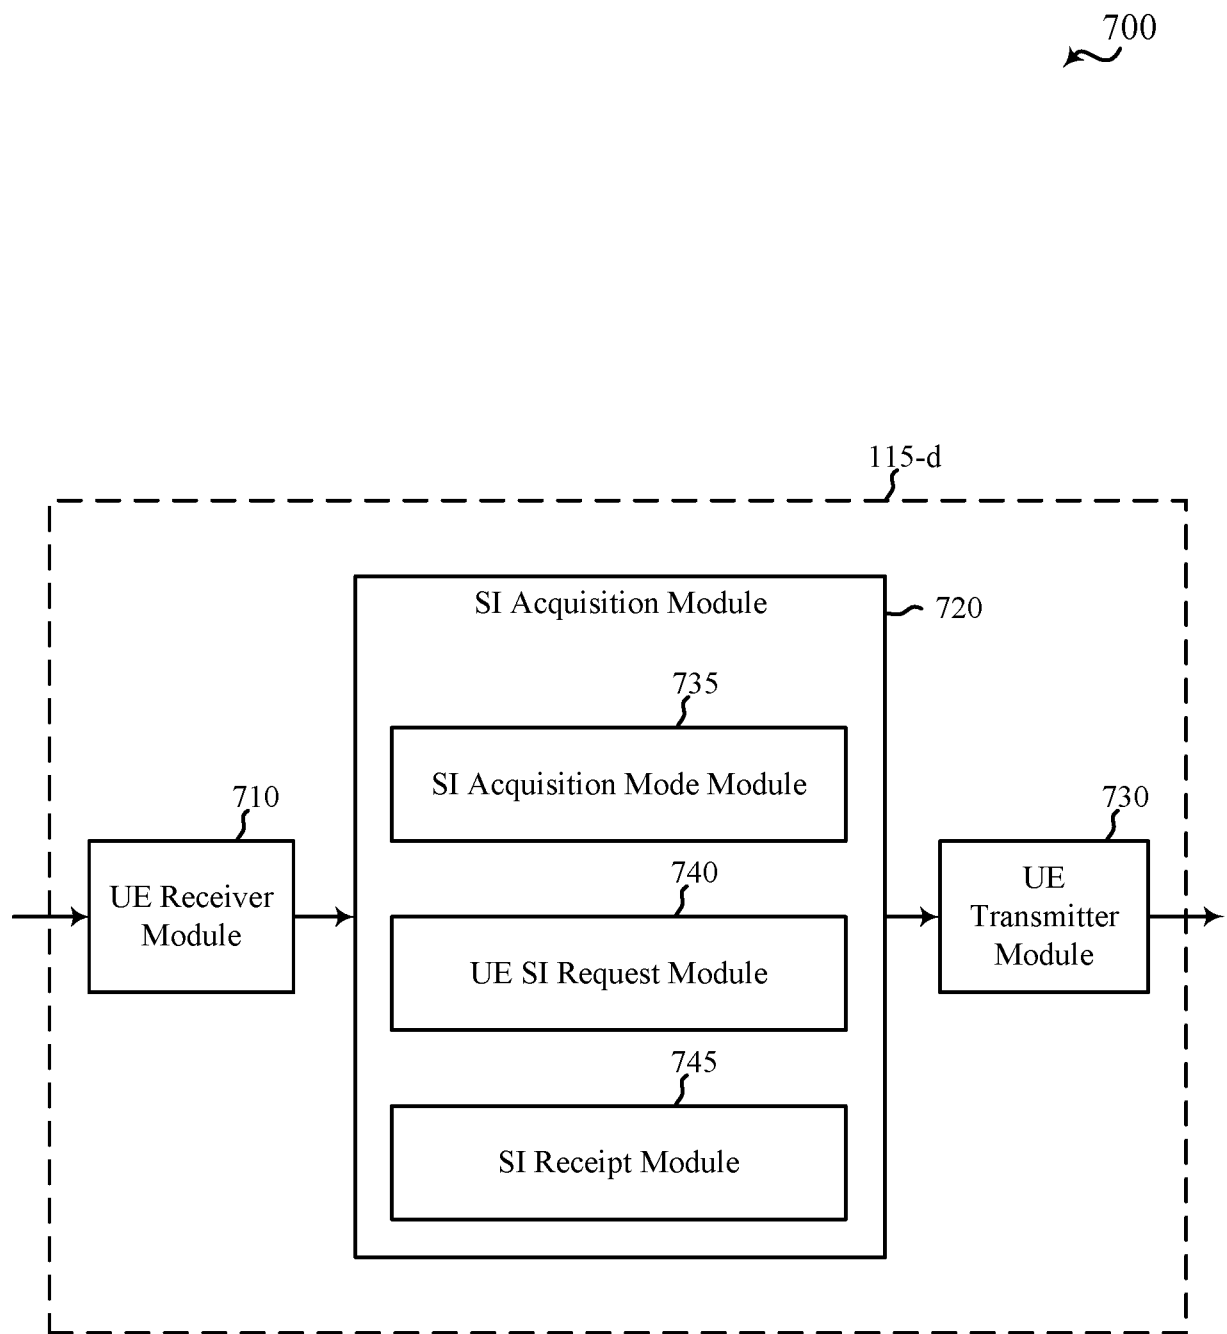 700
115-d
SI Acquisition Module
720
735
SI Acquisition Mode Module
710
UE Receiver
Module
740
UE SI Request Module
730
UE
Transmitter
Module
745
SI Receipt Module